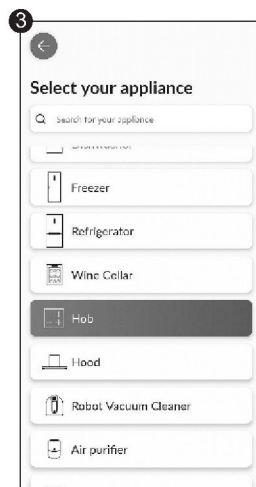 3
Select your appliance
Search for your appliance
Dishwasher
Freezer
Refrigerator
Wine Cellar
Hob
Hood
Robot Vacuum Cleaner
Air purifier